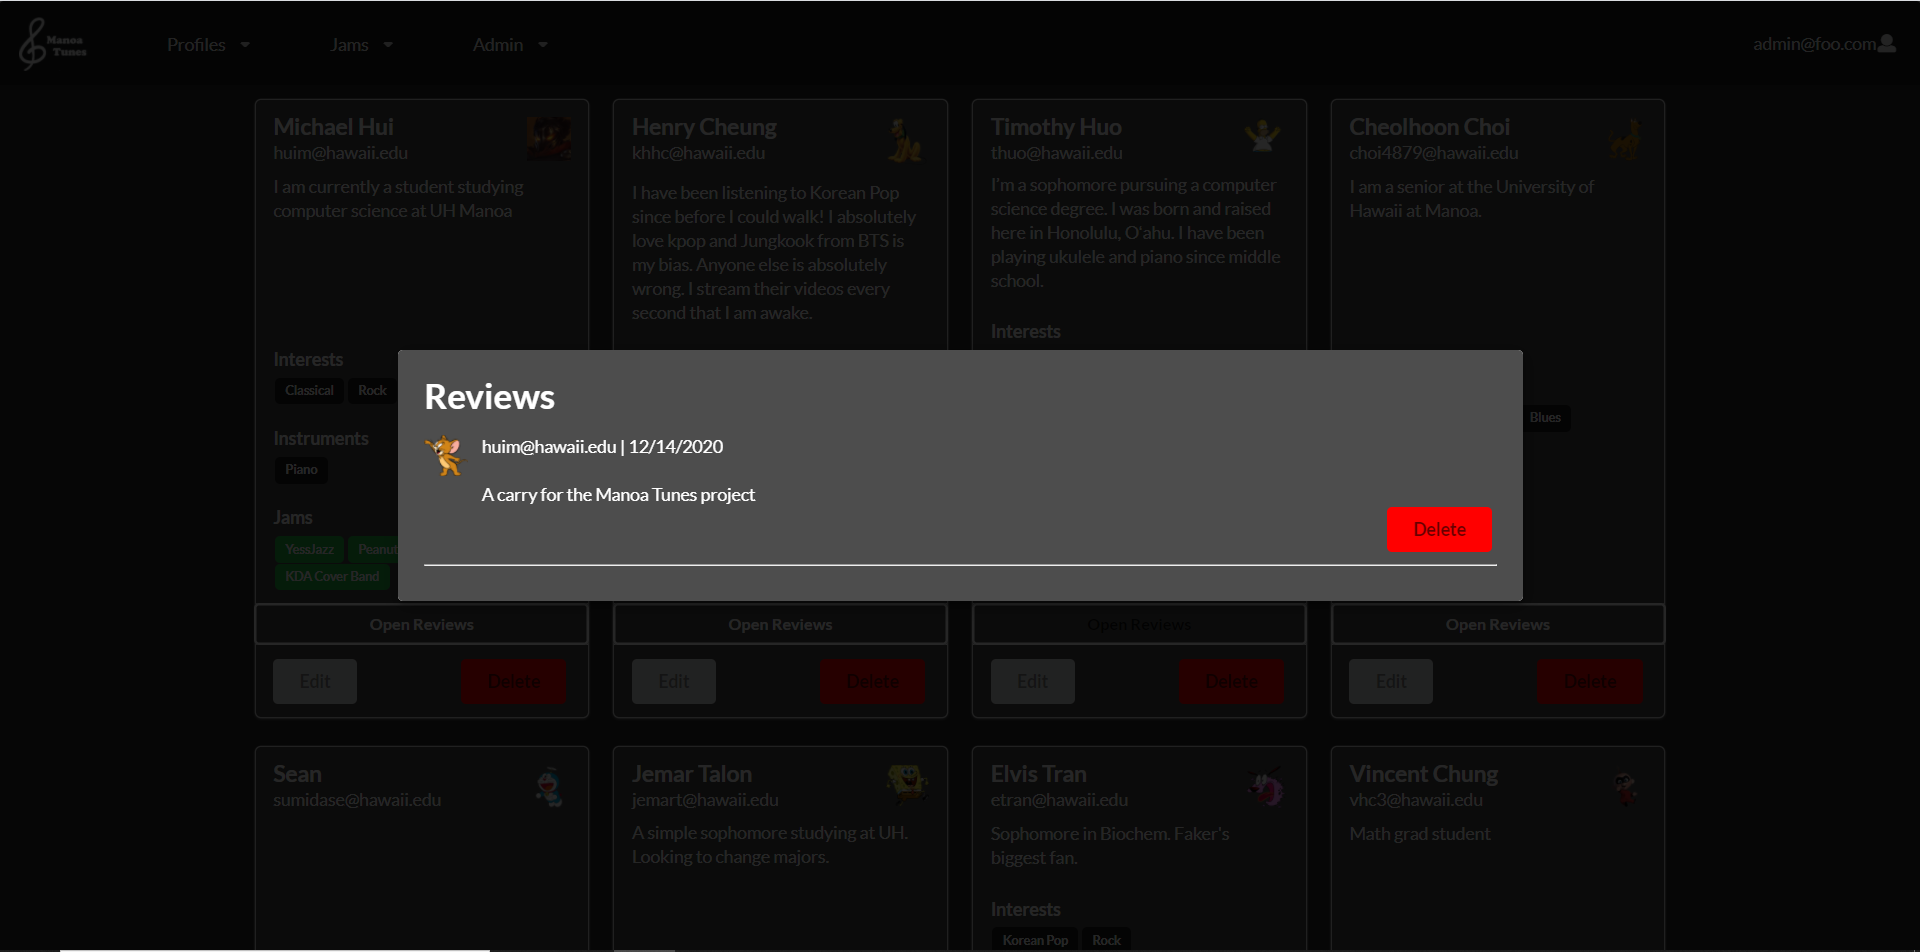 Manoa
Tunes
Profiles
Jams
Admin
admin@foo.com
Michael Hui
huim@hawaii.edu
I am currently a student studying
computer science at UH Manoa
Interests
Classical Rock
Instruments
Piano
Jams
YessJazz Peanut
KDA Cover Band
Open Reviews
Edit Delete
Henry Cheung
khhc@hawaii.edu
I have been listening to Korean Pop
since before I could walk! I absolutely
love kpop and Jungkook from BTS is
my bias. Anyone else is absolutely
wrong. I stream their videos every
second that I am awake.
Open Reviews
Edit Delete
Timothy Huo
thuo@hawaii.edu
I'm a sophomore pursuing a computer
science degree. I was born and raised
here in Honolulu, O'ahu. I have been
playing ukulele and piano since middle
school.
Interests
Open Reviews
Edit Delete
Cheolhoon Choi
choi4879@hawaii.edu
I am a senior at the University of
Hawaii at Manoa.
Blues
Open Reviews
Edit Delete
Reviews
huim@hawaii.edu | 12/14/2020
A carry for the Manoa Tunes project
Delete
Sean
sumidase@hawaii.edu
Jemar Talon
jemart@hawaii.edu
A simple sophomore studying at UH.
Looking to change majors.
Elvis Tran
etran@hawaii.edu
Sophomore in Biochem. Faker's
biggest fan.
Interests
Korean Pop Rock
Vincent Chung
vhc3@hawaii.edu
Math grad student